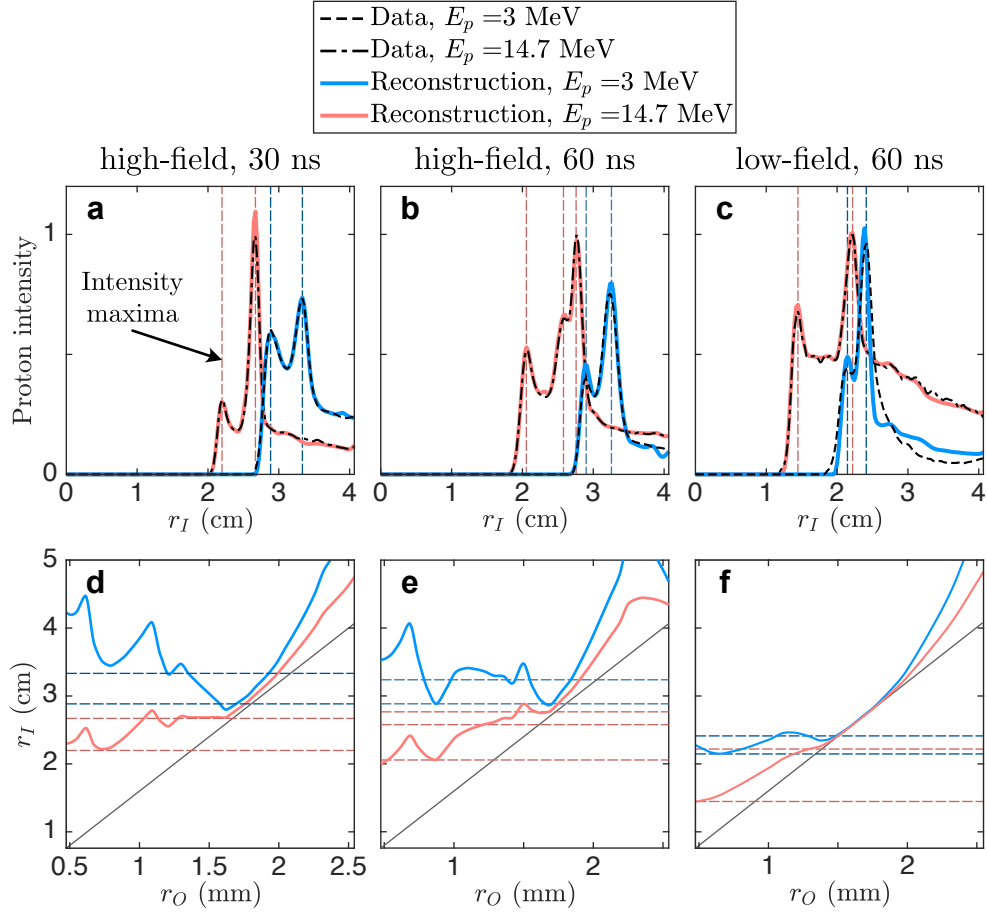 Data, E_p =3 MeV
Data, E_p =14.7 MeV
Reconstruction, E_p =3 MeV
Reconstruction, E_p =14.7 MeV
high-field, 30 ns
high-field, 60 ns
low-field, 60 ns
a
b
c
1
0
Proton intensity
Intensity
maxima
0 1 2 3 4
0 1 2 3 4
0 1 2 3 4
r_I (cm)
r_I (cm)
r_I (cm)
d
e
f
5
4
3
2
1
r_I (cm)
0.5 1 1.5 2 2.5
1 2
1 2
r_O (mm)
r_O (mm)
r_O (mm)